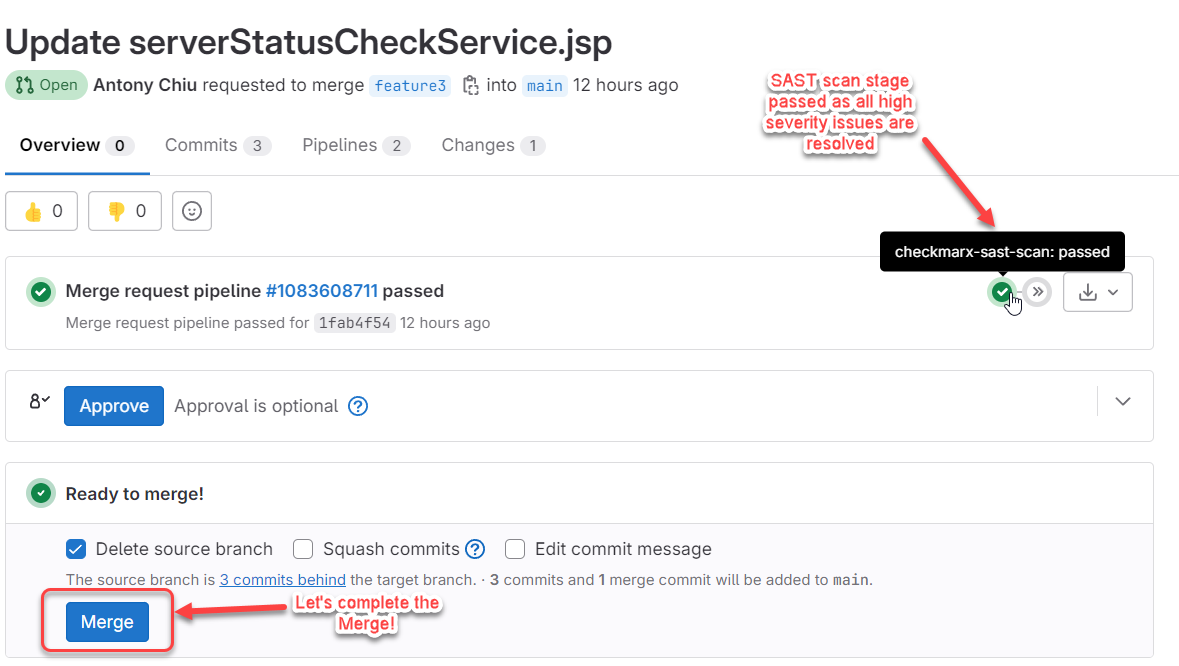 Update serverStatusCheckService.jsp
Open Antony Chiu requested to merge feature3 into main 12 hours ago
SAST scan stage
passed as all high
severity issues are
resolved
Overview 0 Commits 3 Pipelines 2 Changes 1
0 0
checkmarx-sast-scan: passed
Merge request pipeline #1083608711 passed
Merge request pipeline passed for 1fab4f54 12 hours ago
Approve Approval is optional ?
Ready to merge!
Delete source branch Squash commits ? Edit commit message
The source branch is 3 commits behind the target branch. · 3 commits and 1 merge commit will be added to main.
Merge
Let's complete the
Merge!